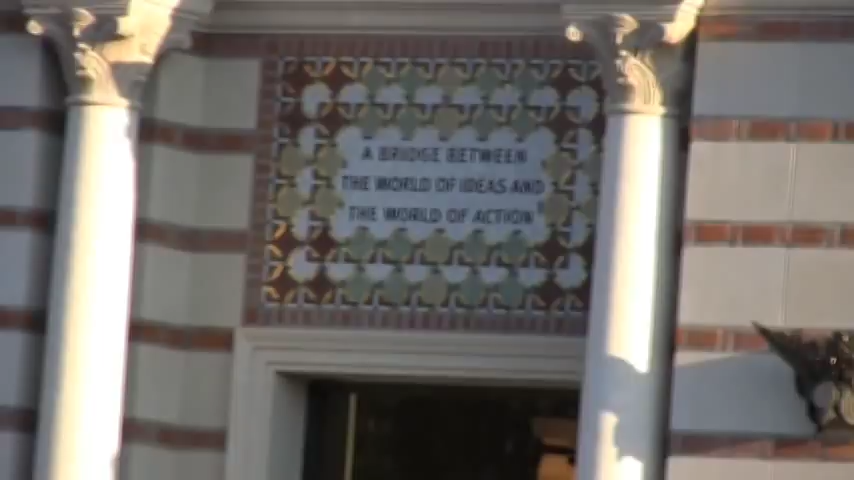 A BRIDGE BETWEEN
THE WORLD OF IDEAS AND
THE WORLD OF ACTION